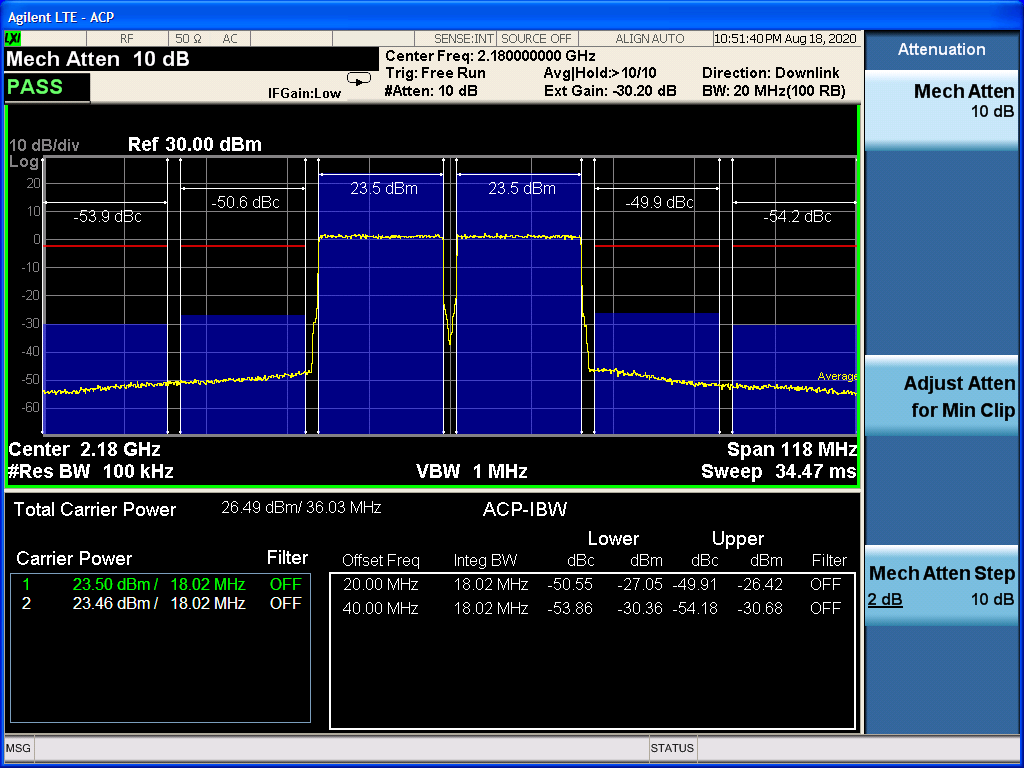 Agilent LTE - ACP
LXI RF 50 Ω AC SENSE:INT SOURCE OFF ALIGN AUTO 10:51:40 PM Aug 18, 2020
Mech Atten 10 dB
PASS
IFGain:Low
Center Freq: 2.180000000 GHz
Trig: Free Run Avg|Hold:> 10/10 Direction: Downlink
#Atten: 10 dB Ext Gain: -30.20 dB BW: 20 MHz(100 RB)
10 dB/div Ref 30.00 dBm
Log
20
10
0
-10
-20
-30
-40
-50
-60
-53.9 dBc -50.6 dBc 23.5 dBm 23.5 dBm -49.9 dBc -54.2 dBc
Average
Center 2.18 GHz Span 118 MHz
#Res BW 100 kHz VBW 1 MHz Sweep 34.47 ms
Total Carrier Power 26.49 dBm/ 36.03 MHz ACP-IBW
Carrier Power Filter
1 23.50 dBm / 18.02 MHz OFF
2 23.46 dBm / 18.02 MHz OFF
Lower Upper
Offset Freq Integ BW dBc dBm dBc dBm Filter
20.00 MHz 18.02 MHz -50.55 -27.05 -49.91 -26.42 OFF
40.00 MHz 18.02 MHz -53.86 -30.36 -54.18 -30.68 OFF
Attenuation
Mech Atten
10 dB
Adjust Atten
for Min Clip
Mech Atten Step
2 dB 10 dB
MSG STATUS